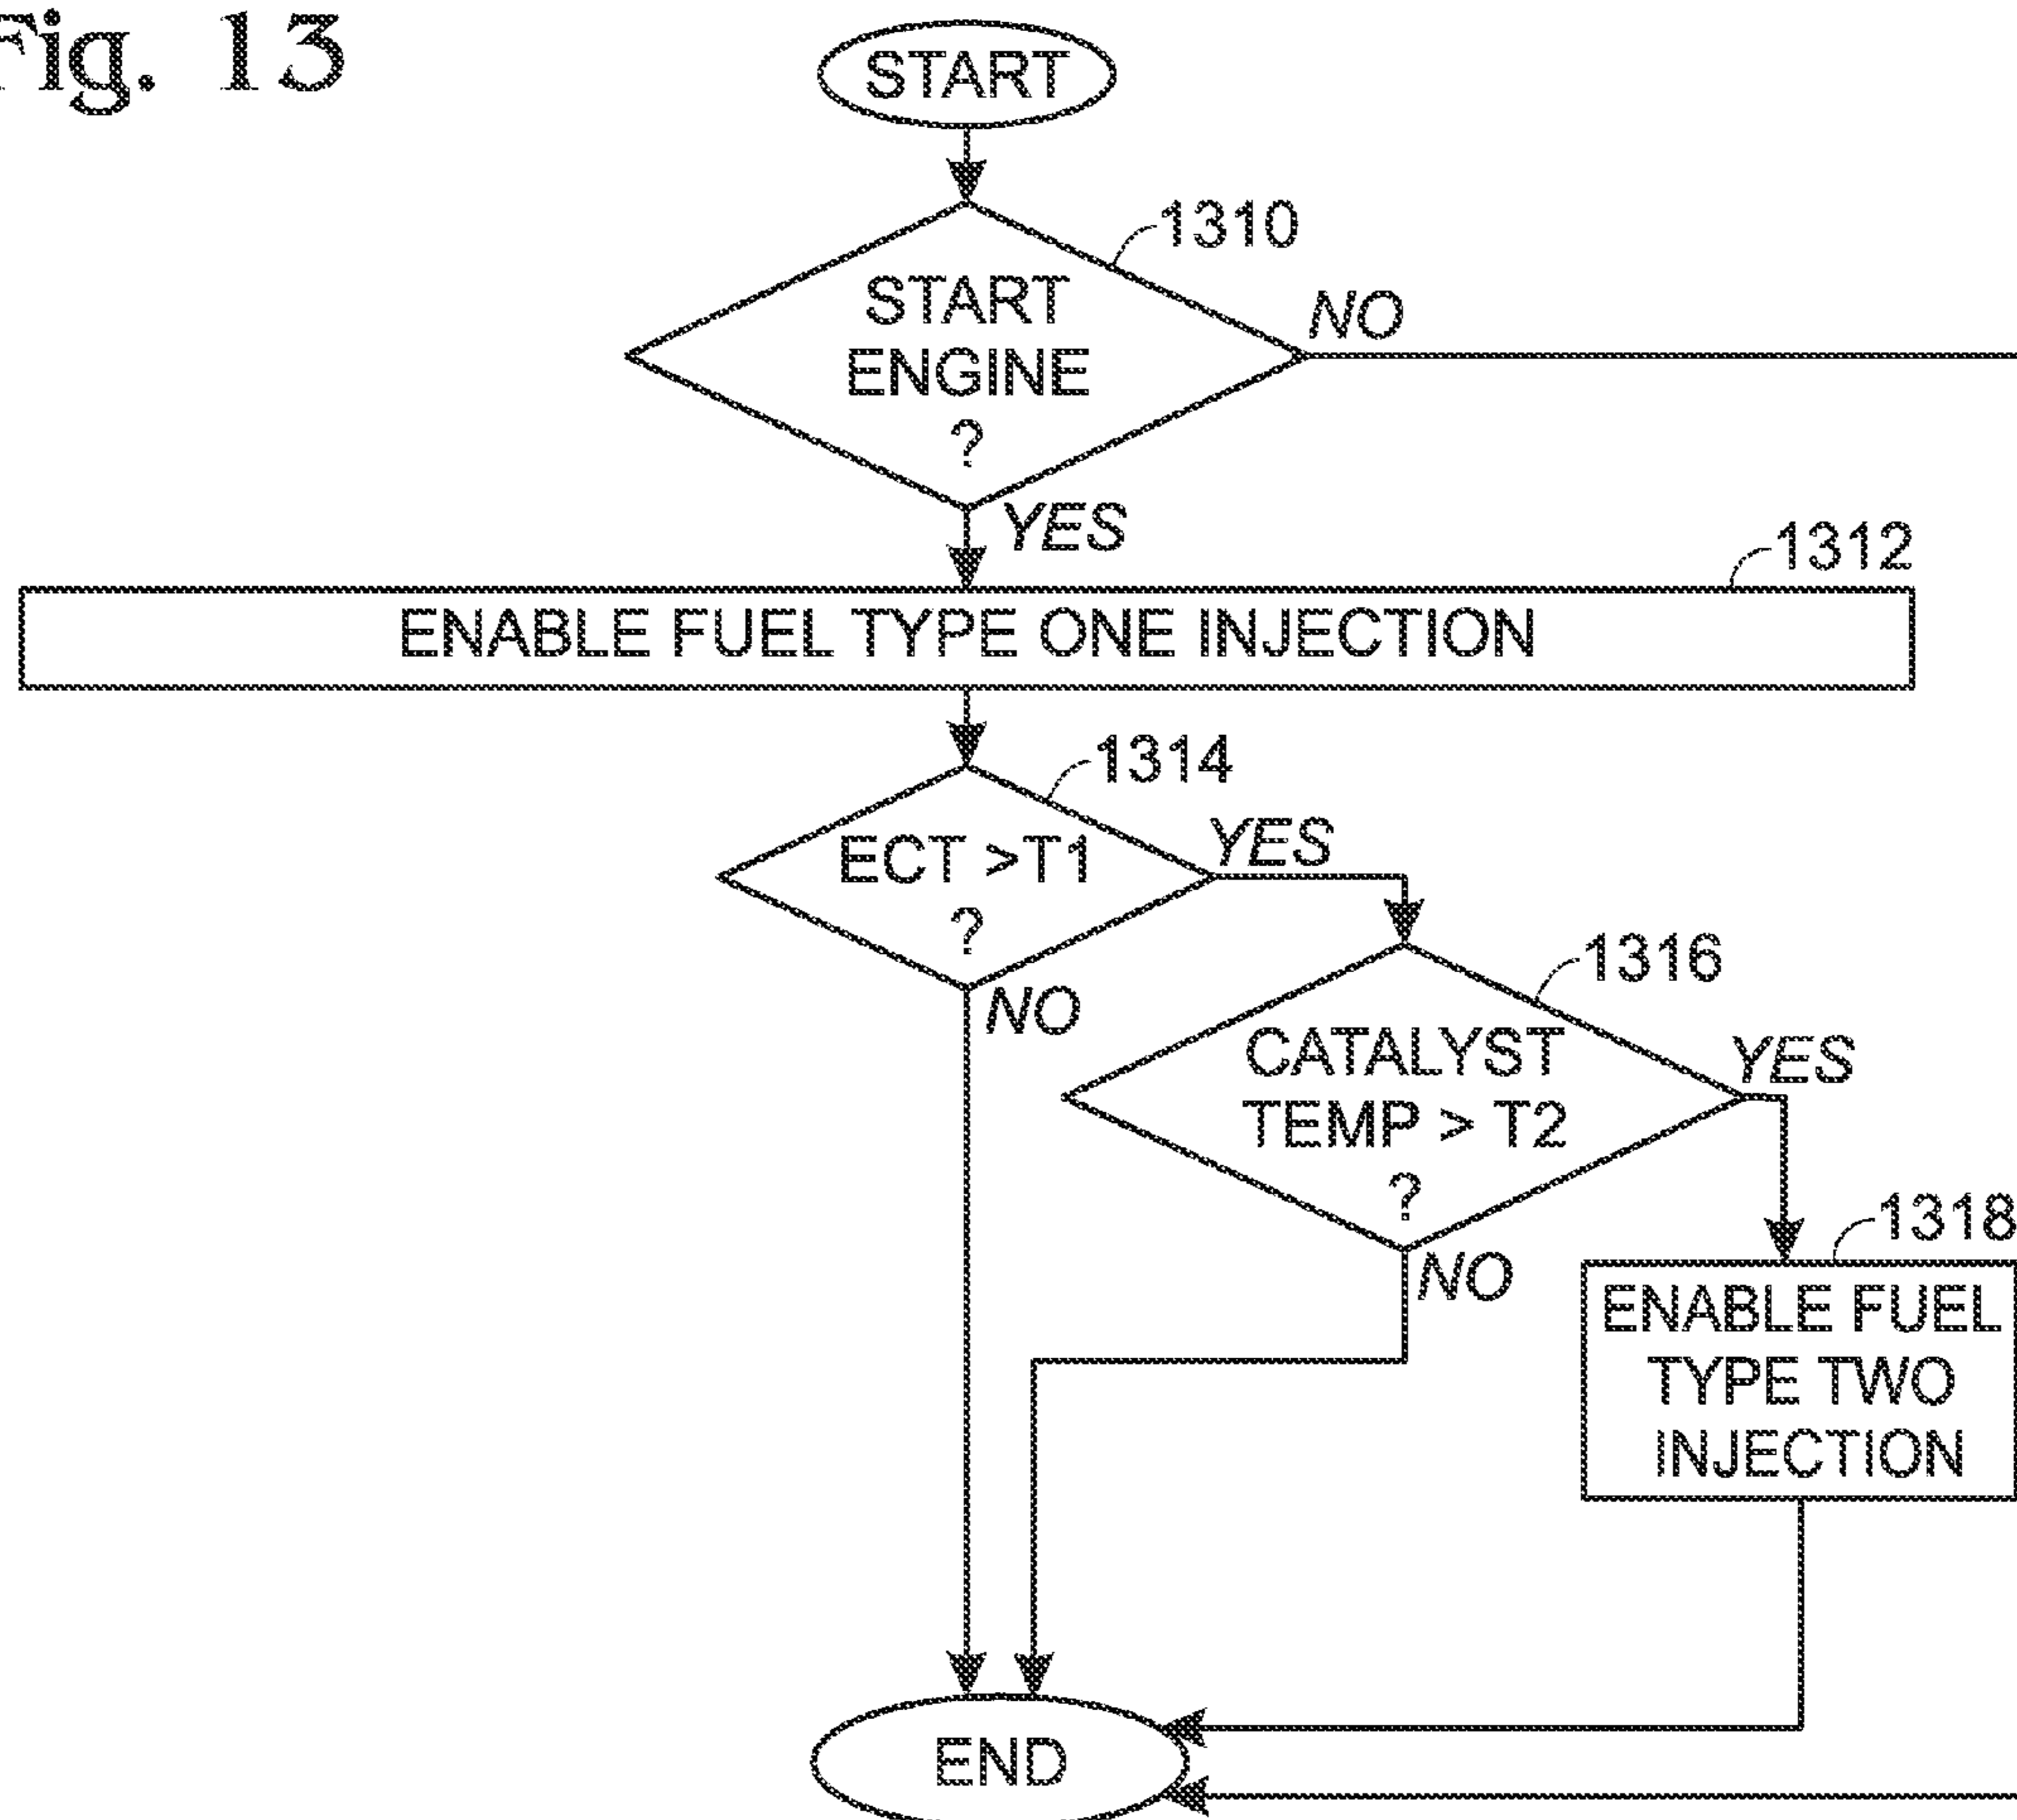 Fig. 13
START
1310
START
ENGINE
?
NO
YES
1312
ENABLE FUEL TYPE ONE INJECTION
1314
ECT >T1
?
YES
NO
1316
CATALYST
TEMP > T2
?
YES
NO
1318
ENABLE FUEL
TYPE TWO
INJECTION
END